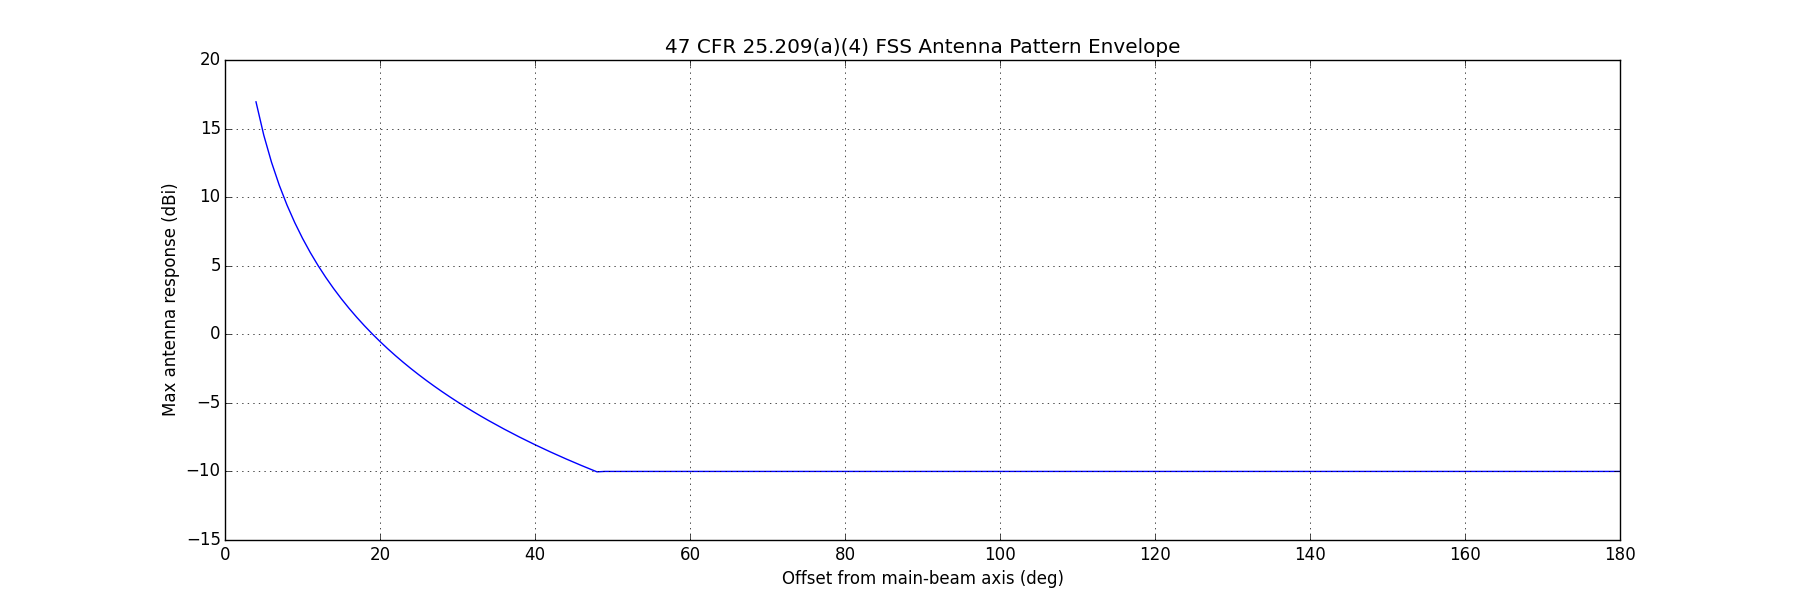 47 CFR 25.209(a)(4) FSS Antenna Pattern Envelope
20
15
10
5
0
−5
−10
−15
Max antenna response (dBi)
0 20 40 60 80 100 120 140 160 180
Offset from main-beam axis (deg)